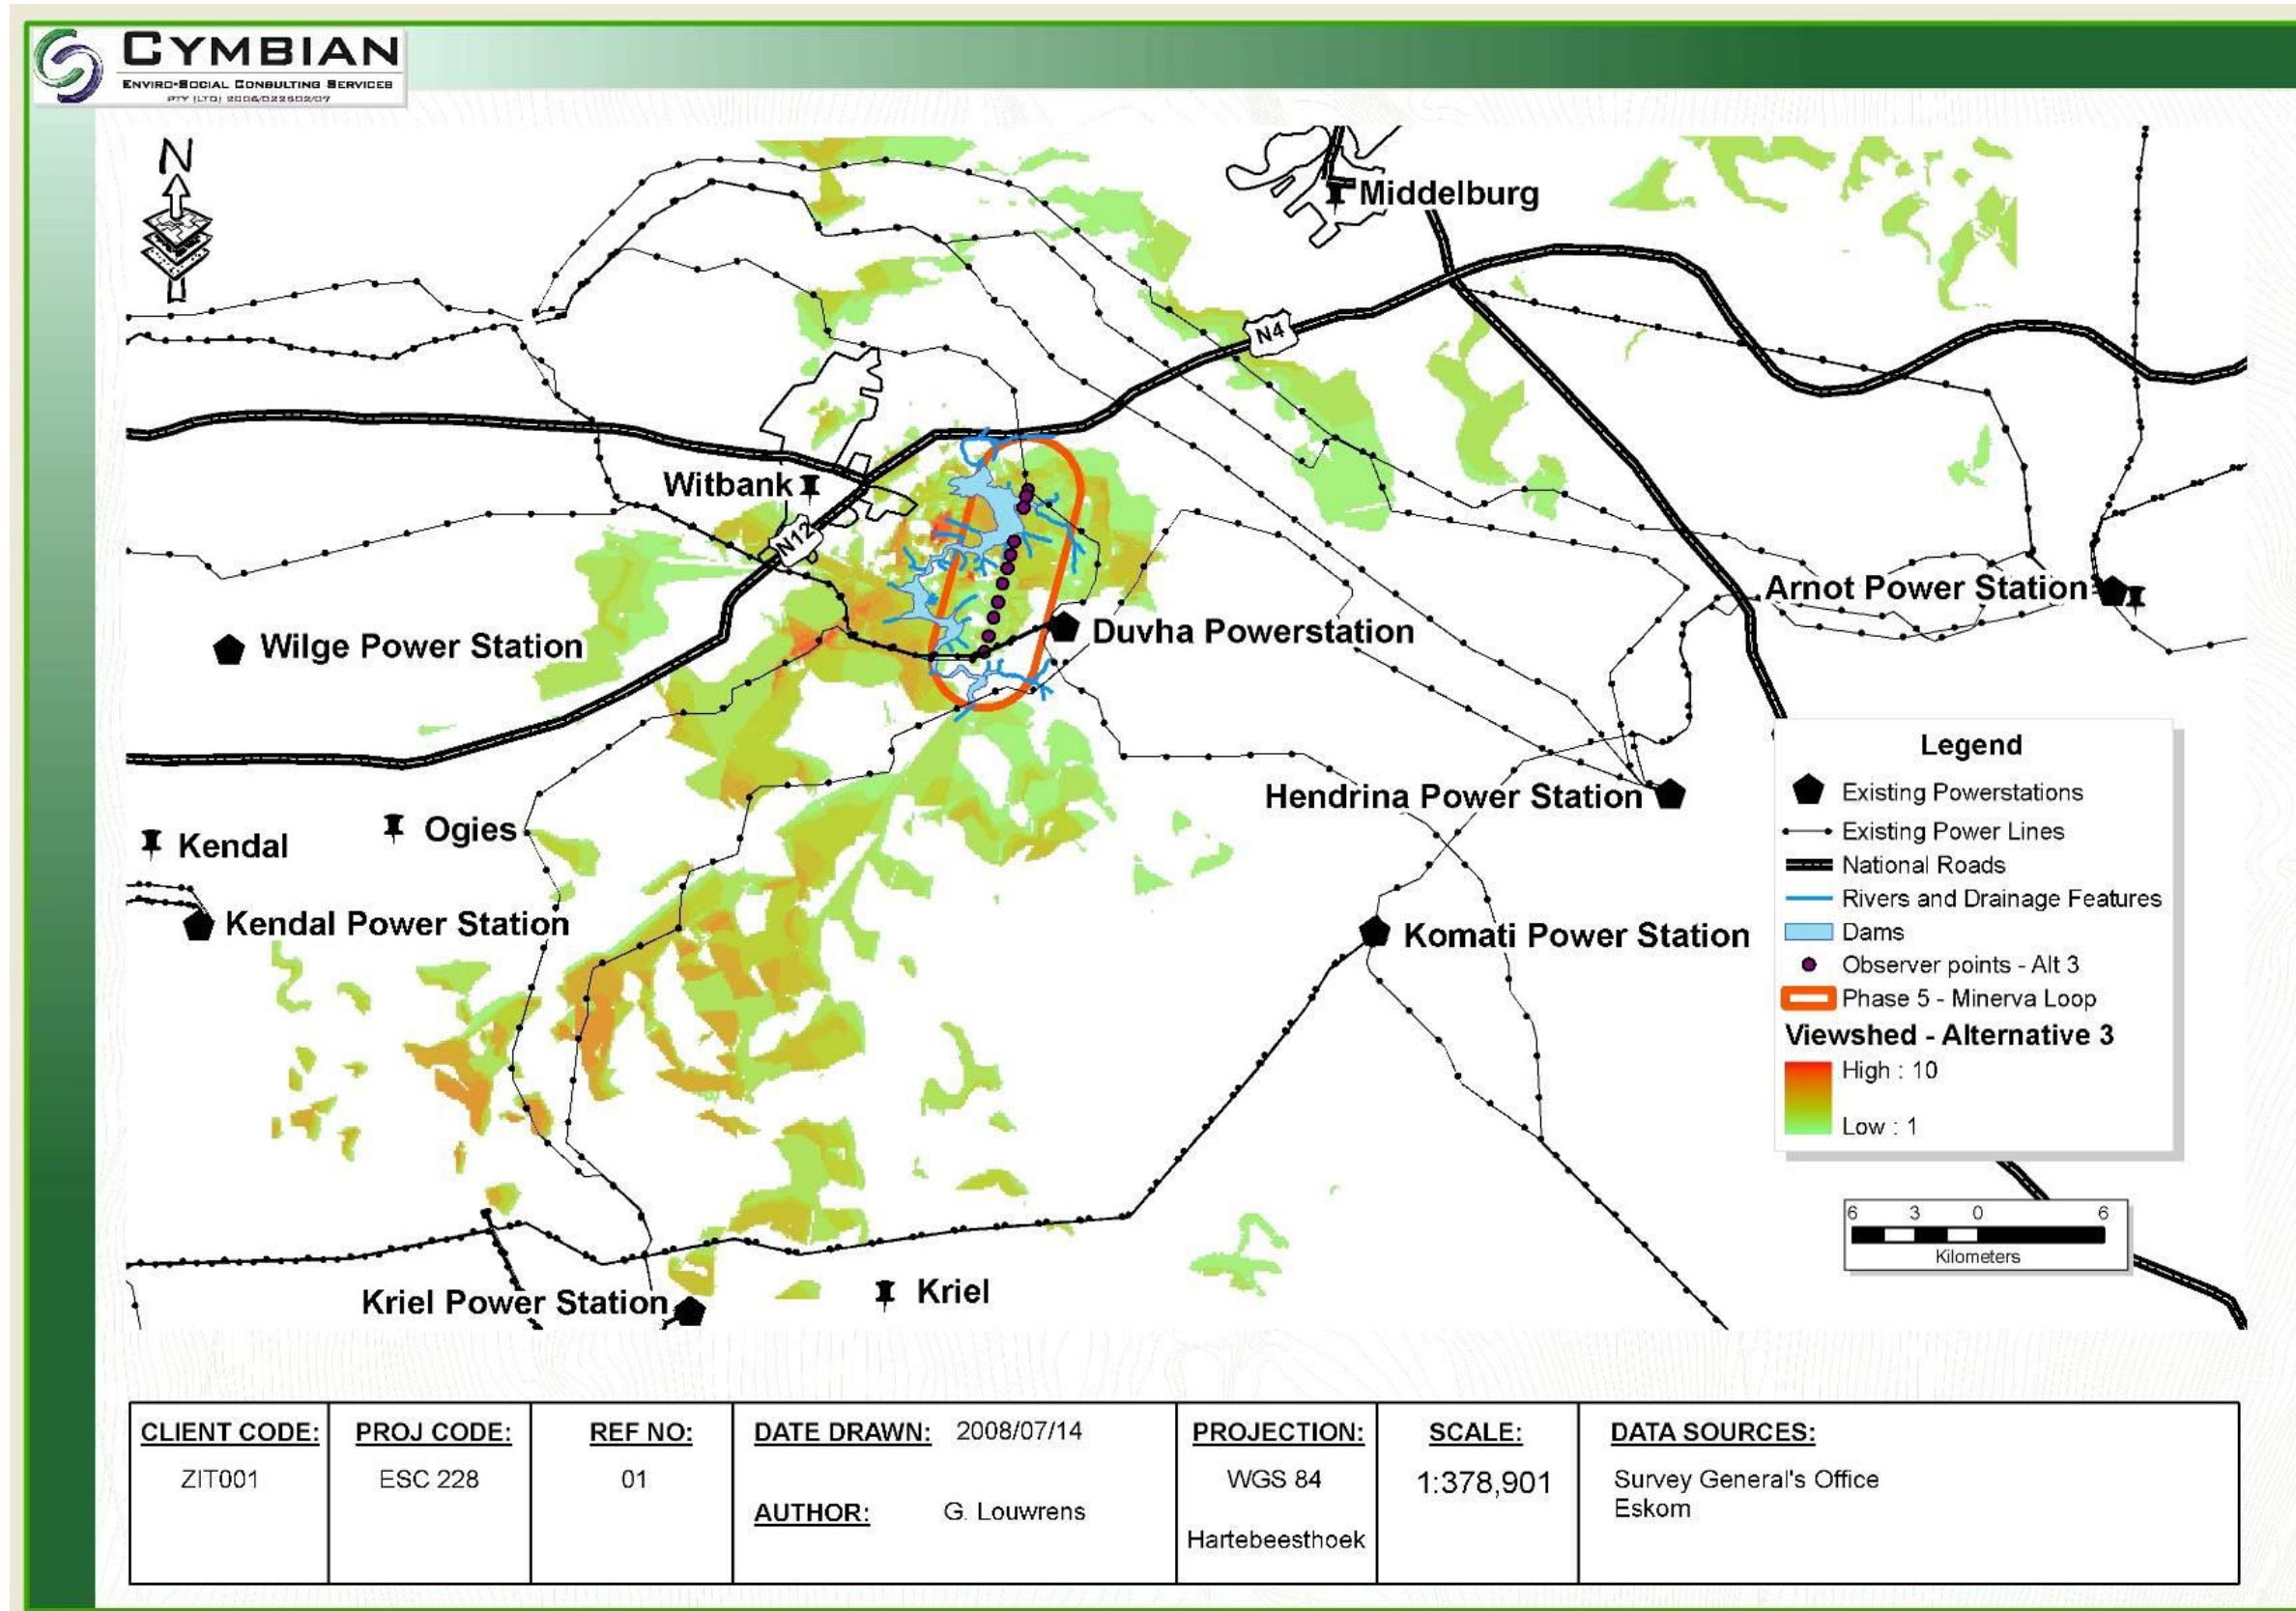 CYMBIAN
ENVIRO-SOCIAL CONSULTING SERVICES
PTY (LTD) 2006/022602/07
N
Middelburg
N4
Witbank
N12
Arnot Power Station
Duvha Powerstation
Wilge Power Station
Hendrina Power Station
Ogies
Kendal
Kendal Power Station
Komati Power Station
Kriel Power Station
Kriel
Legend
Existing Powerstations
Existing Power Lines
National Roads
Rivers and Drainage Features
Dams
Observer points - Alt 3
Phase 5 - Minerva Loop
Viewshed - Alternative 3
High : 10
Low : 1
6 3 0 6
Kilometers
CLIENT CODE:
ZIT001
PROJ CODE:
ESC 228
REF NO:
01
DATE DRAWN: 2008/07/14
AUTHOR: G. Louwrens
PROJECTION:
WGS 84
Hartebeesthoek
SCALE:
1:378,901
DATA SOURCES:
Survey General's Office
Eskom